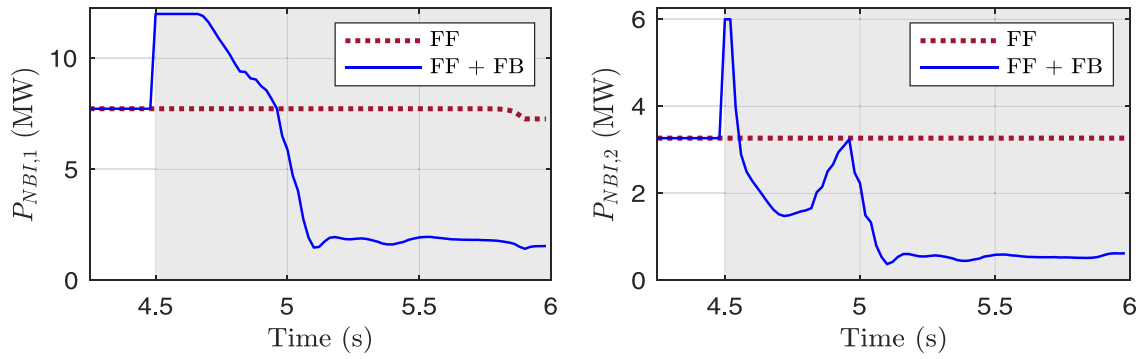 P_{NBI,1} (MW)
10
5
0
FF
FF + FB
4.5
5
5.5
6
Time (s)
P_{NBI,2} (MW)
6
4
2
0
FF
FF + FB
4.5
5
5.5
6
Time (s)